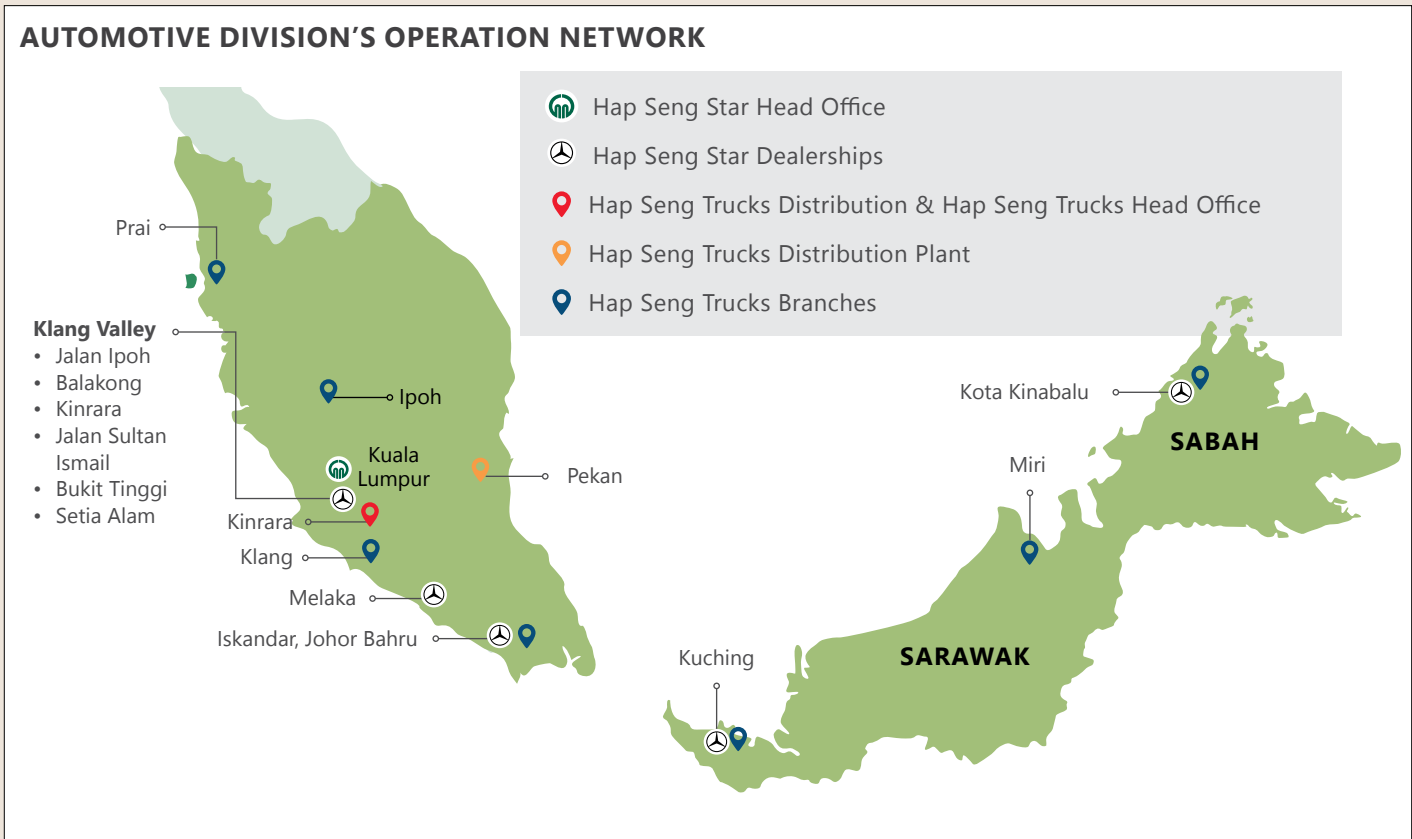 AUTOMOTIVE DIVISION'S OPERATION NETWORK
Hap Seng Star Head Office
Hap Seng Star Dealerships
Hap Seng Trucks Distribution & Hap Seng Trucks Head Office
Hap Seng Trucks Distribution Plant
Hap Seng Trucks Branches
Prai
Klang Valley
• Jalan Ipoh
• Balakong
• Kinrara
• Jalan Sultan
Ismail
• Bukit Tinggi
• Setia Alam
Ipoh
Kuala
Lumpur
Pekan
Kinrara
Klang
Melaka
Iskandar, Johor Bahru
Kota Kinabalu
SABAH
Miri
SARAWAK
Kuching